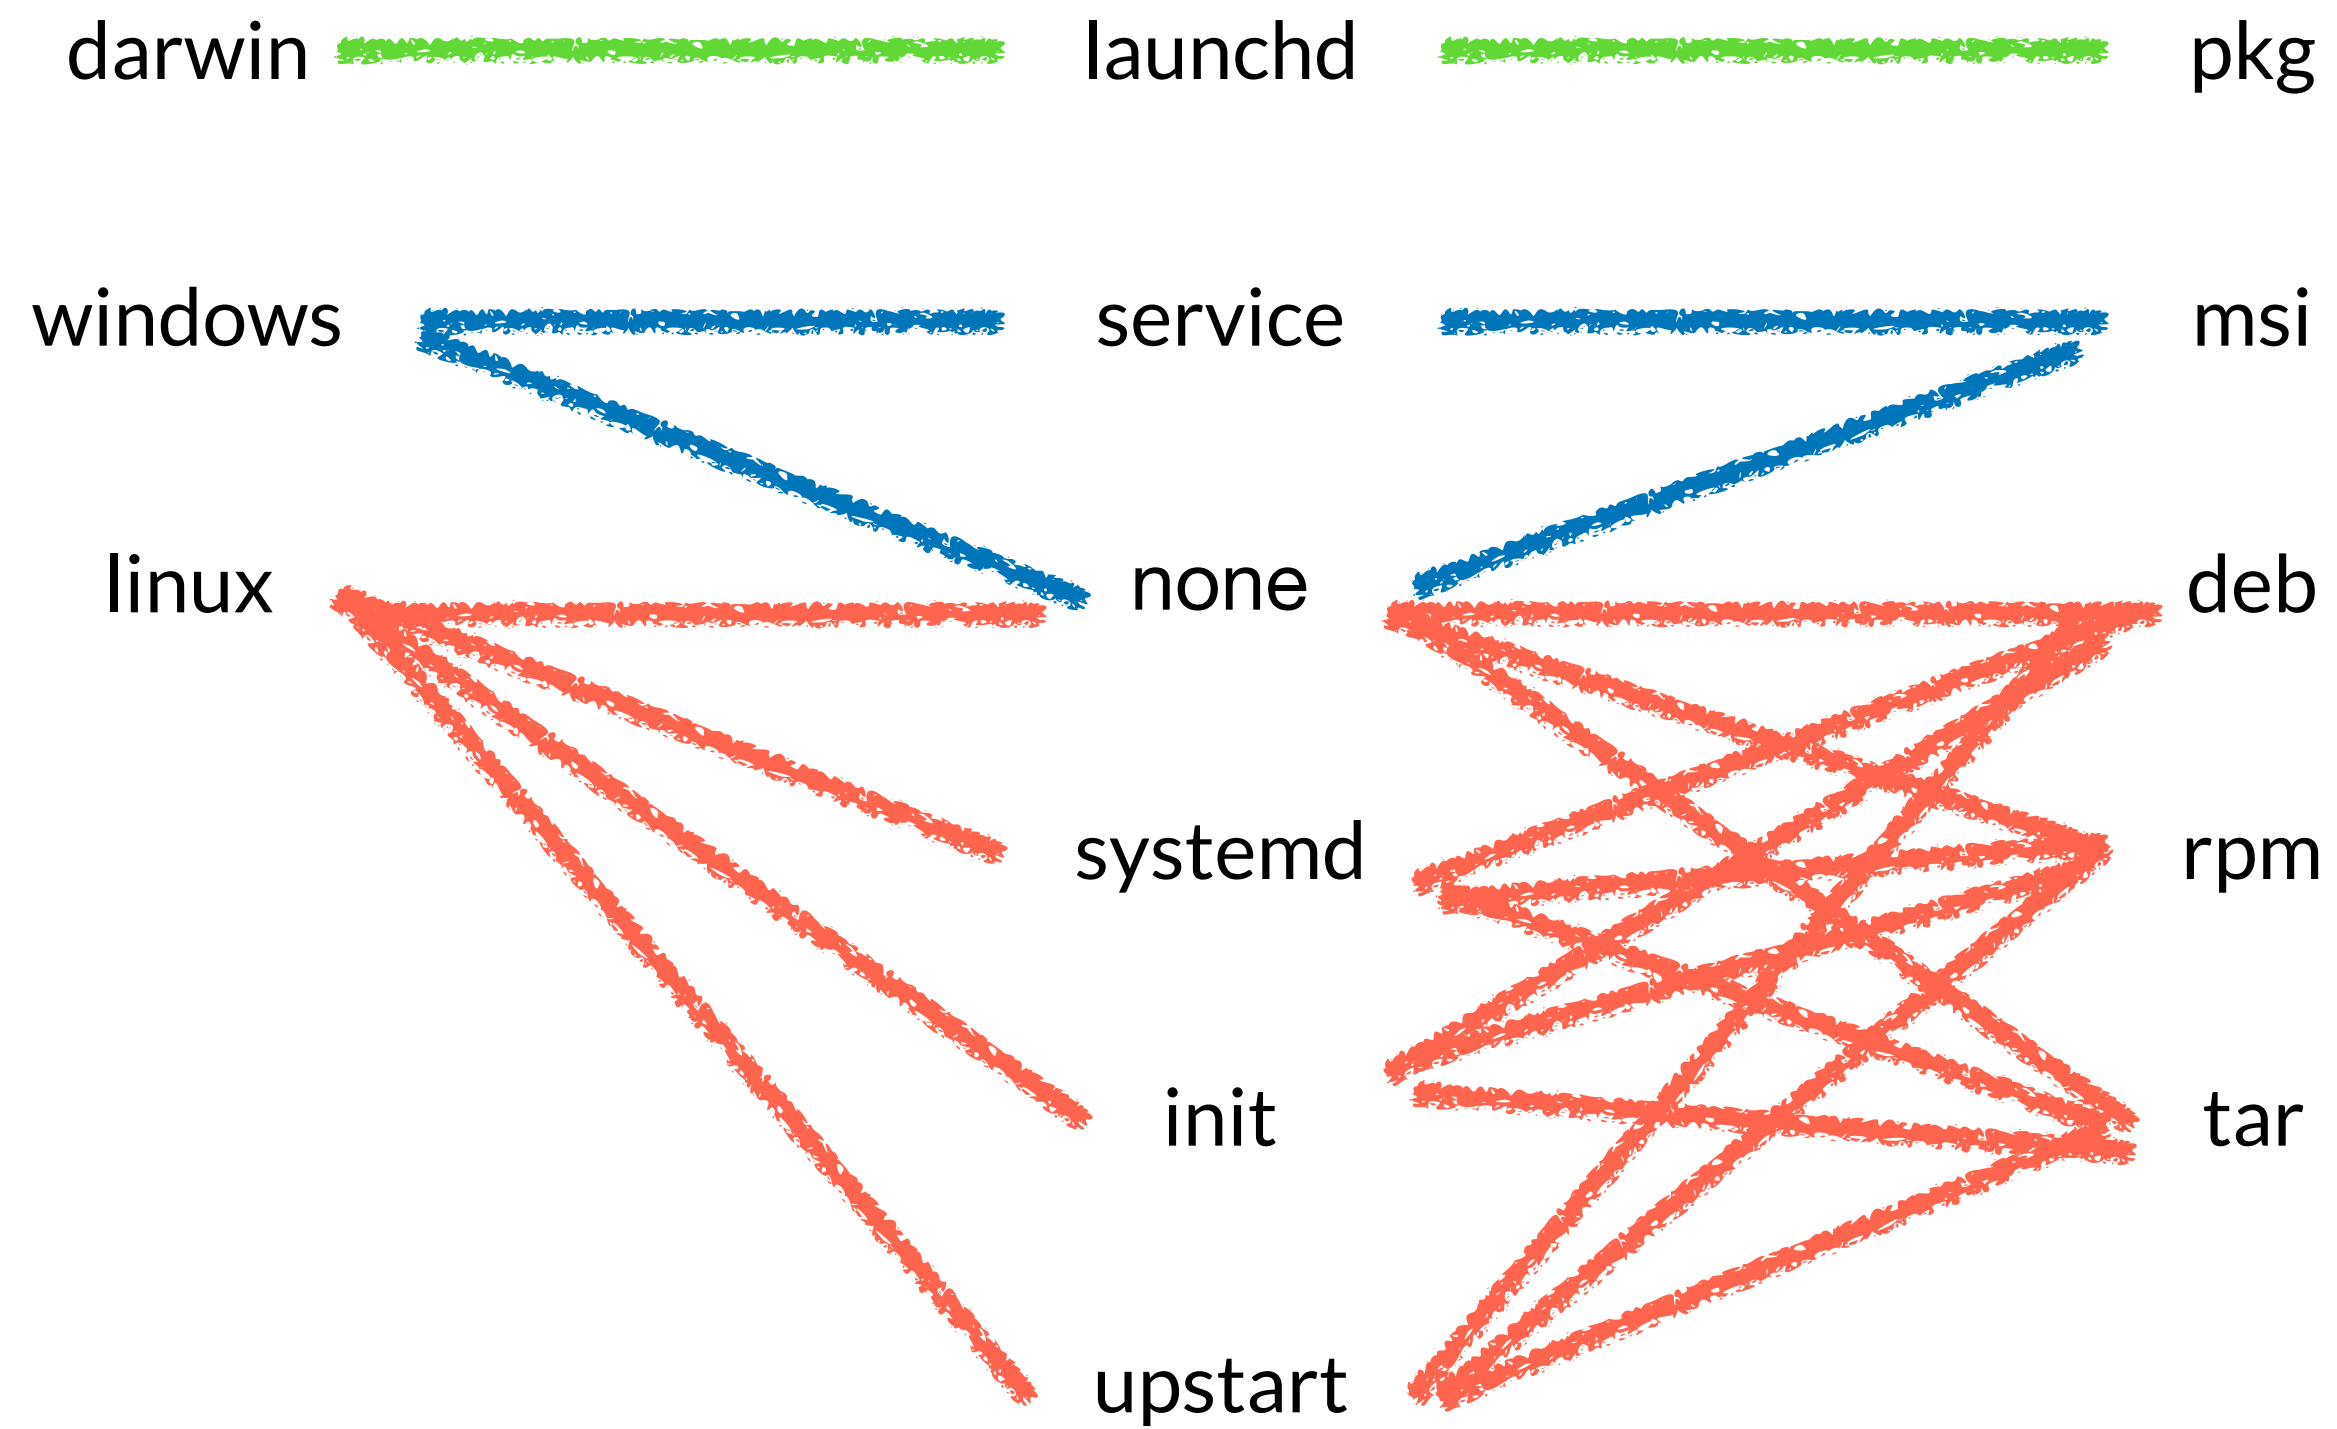 darwin launchd pkg
windows service msi
linux none deb
systemd rpm
init tar
upstart